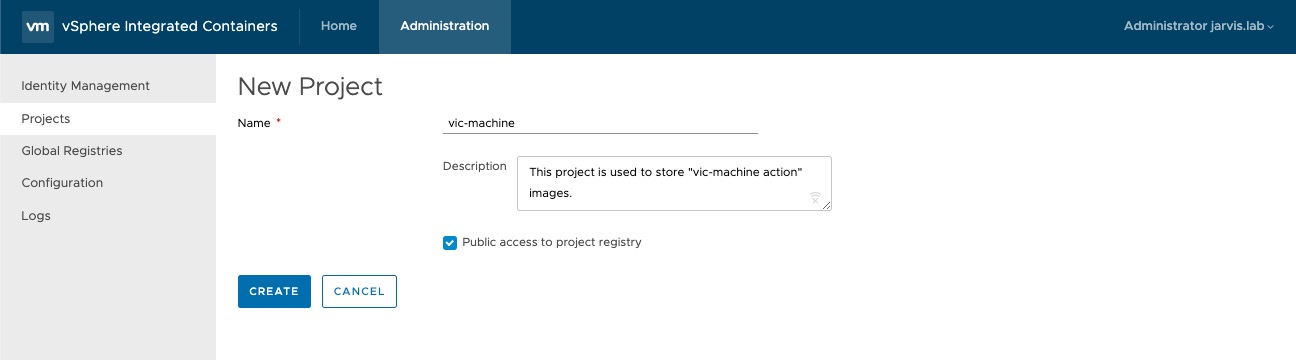 vm vSphere Integrated Containers Home Administration Administrator jarvis.lab
Identity Management
Projects
Global Registries
Configuration
Logs
New Project
Name * vic-machine
Description This project is used to store "vic-machine action"
images.
Public access to project registry
CREATE CANCEL